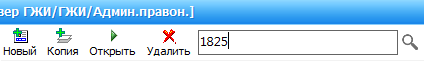 вер ГЖИ/ГЖИ/Админ.правон.]
Новый Копия Открыть Удалить 1825